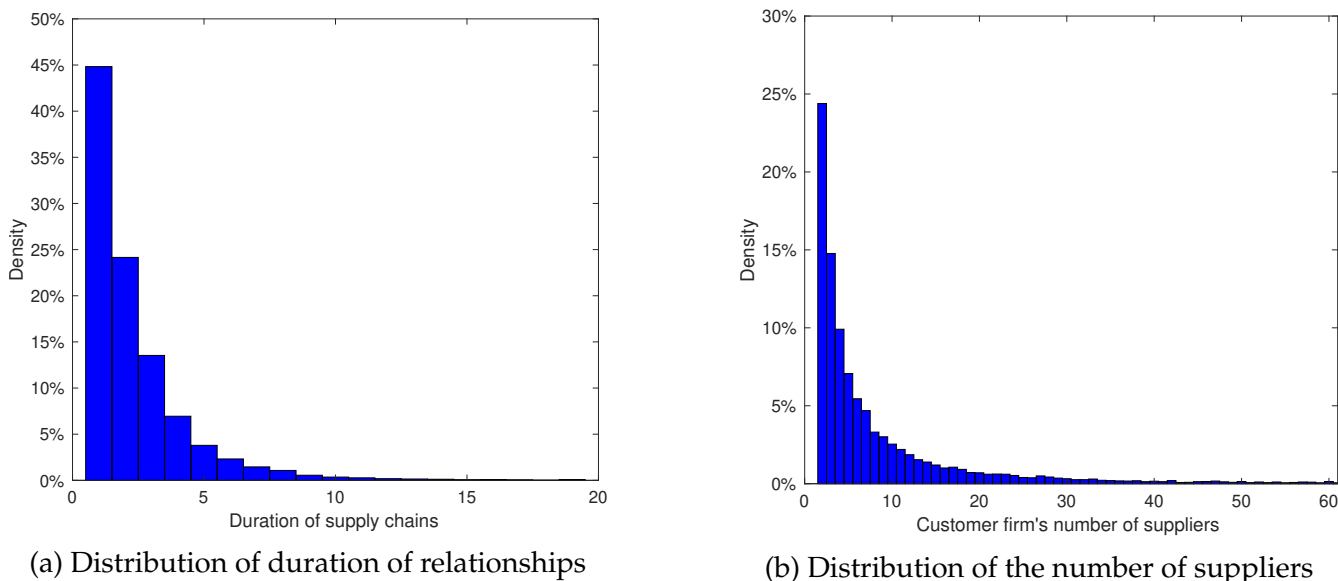 50%
45%
40%
35%
30%
25%
20%
15%
10%
5%
0%
Density
0 5 10 15 20
Duration of supply chains
(a) Distribution of duration of relationships
30%
25%
20%
15%
10%
5%
0%
Density
0 10 20 30 40 50 60
Customer firm's number of suppliers
(b) Distribution of the number of suppliers